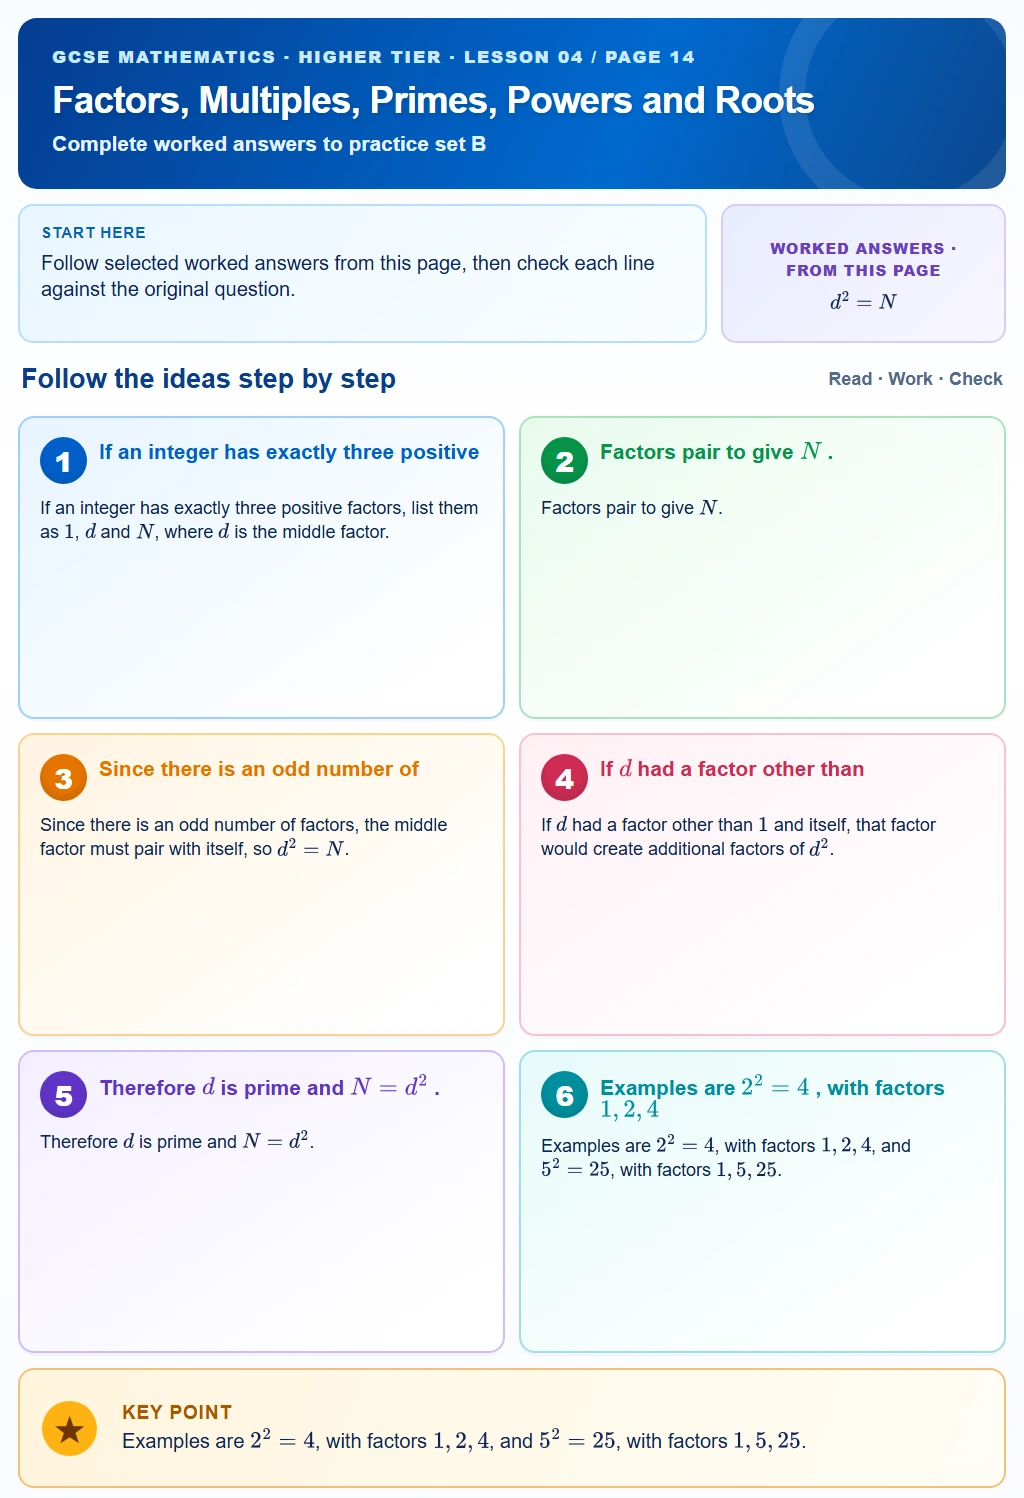 GCSE MATHEMATICS · HIGHER TIER · LESSON 04 / PAGE 14
Factors, Multiples, Primes, Powers and Roots
Complete worked answers to practice set B
START HERE
Follow selected worked answers from this page, then check each line
against the original question.
WORKED ANSWERS ·
FROM THIS PAGE
d² = N
Follow the ideas step by step
Read · Work · Check
1 If an integer has exactly three positive
If an integer has exactly three positive factors, list them
as 1, d and N, where d is the middle factor.
2 Factors pair to give N .
Factors pair to give N.
3 Since there is an odd number of
Since there is an odd number of factors, the middle
factor must pair with itself, so d² = N.
4 If d had a factor other than
If d had a factor other than 1 and itself, that factor
would create additional factors of d².
5 Therefore d is prime and N = d² .
Therefore d is prime and N = d².
6 Examples are 2² = 4 , with factors
1, 2, 4
Examples are 2² = 4, with factors 1, 2, 4, and
5² = 25, with factors 1, 5, 25.
KEY POINT
Examples are 2² = 4, with factors 1, 2, 4, and 5² = 25, with factors 1, 5, 25.